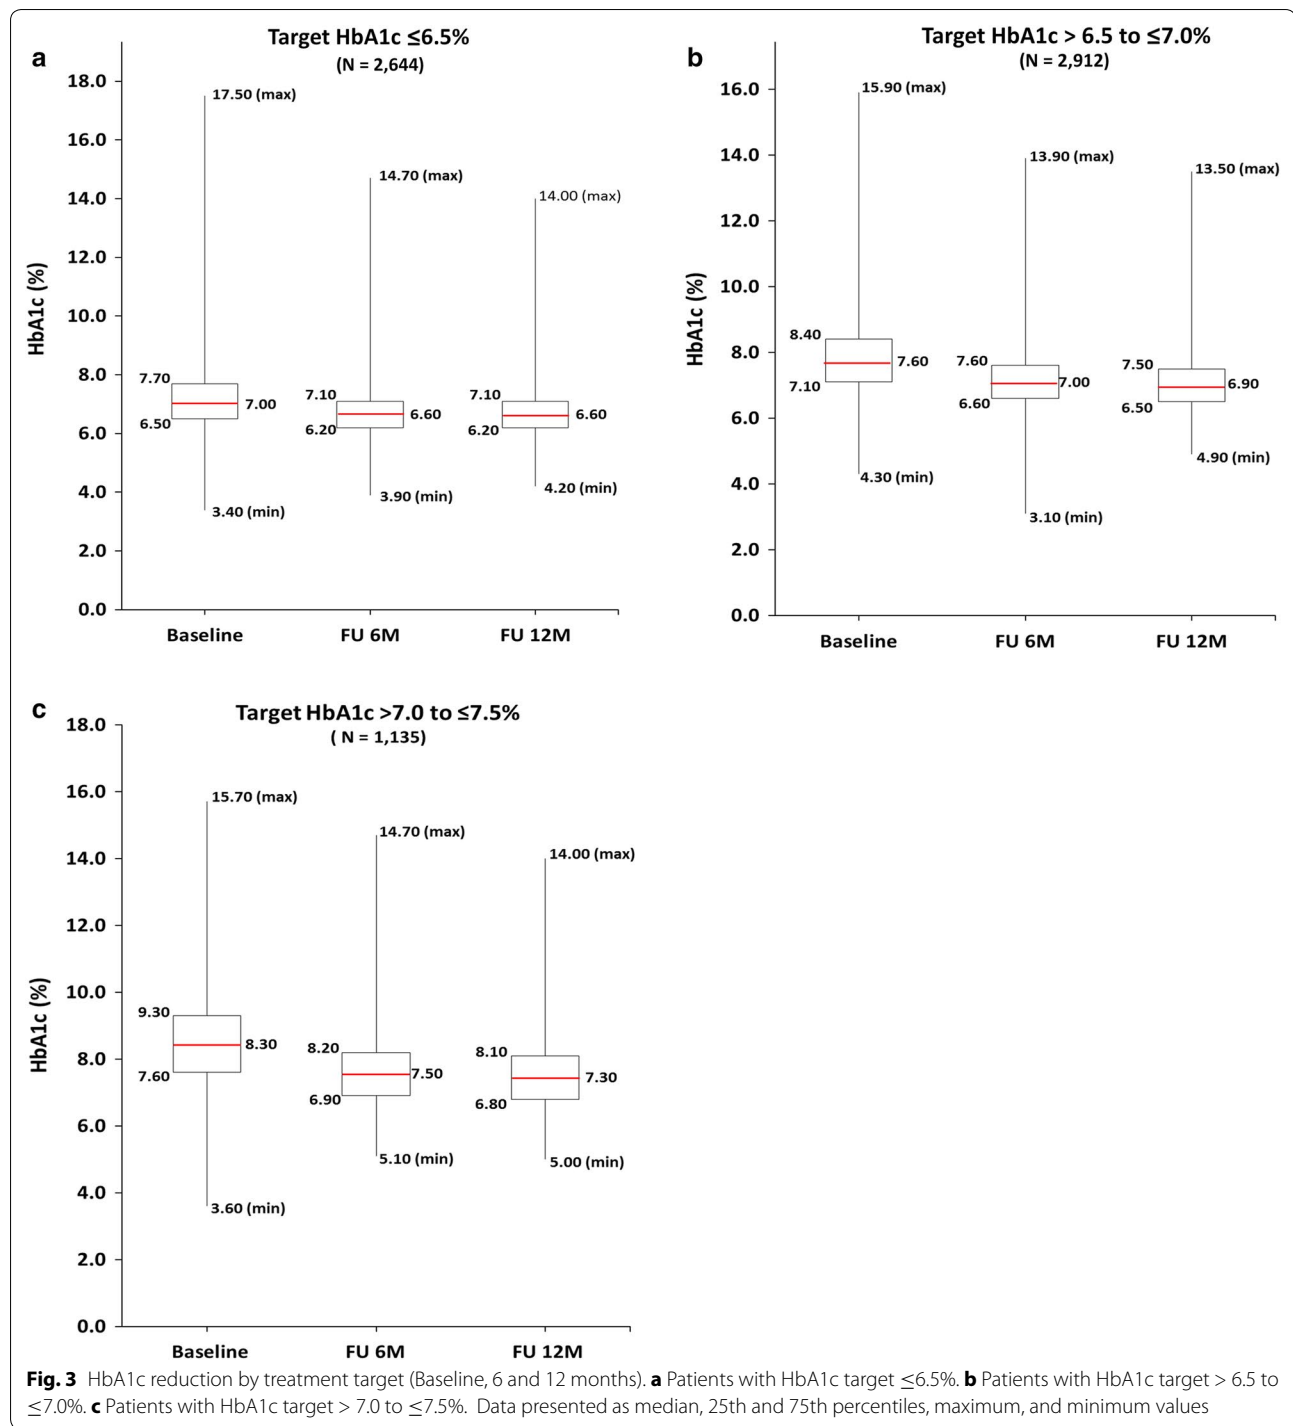 a
Target HbA1c ≤6.5%
(N = 2,644)
HbA1c (%)
18.0
16.0
14.0
12.0
10.0
8.0
6.0
4.0
2.0
0.0
17.50 (max)
7.70
7.00
6.50
3.40 (min)
14.70 (max)
7.10
6.60
6.20
3.90 (min)
14.00 (max)
7.10
6.60
6.20
4.20 (min)
Baseline FU 6M FU 12M
b
Target HbA1c > 6.5 to ≤7.0%
(N = 2,912)
HbA1c (%)
16.0
14.0
12.0
10.0
8.0
6.0
4.0
2.0
0.0
15.90 (max)
8.40
7.60
7.10
4.30 (min)
13.90 (max)
7.60
7.00
6.60
3.10 (min)
13.50 (max)
7.50
6.90
6.50
4.90 (min)
Baseline FU 6M FU 12M
c
Target HbA1c >7.0 to ≤7.5%
( N = 1,135)
HbA1c (%)
18.0
16.0
14.0
12.0
10.0
8.0
6.0
4.0
2.0
0.0
15.70 (max)
9.30
8.30
7.60
3.60 (min)
14.70 (max)
8.20
7.50
6.90
5.10 (min)
14.00 (max)
8.10
7.30
6.80
5.00 (min)
Baseline FU 6M FU 12M
Fig. 3 HbA1c reduction by treatment target (Baseline, 6 and 12 months). a Patients with HbA1c target ≤6.5%. b Patients with HbA1c target > 6.5 to
≤7.0%. c Patients with HbA1c target > 7.0 to ≤7.5%. Data presented as median, 25th and 75th percentiles, maximum, and minimum values